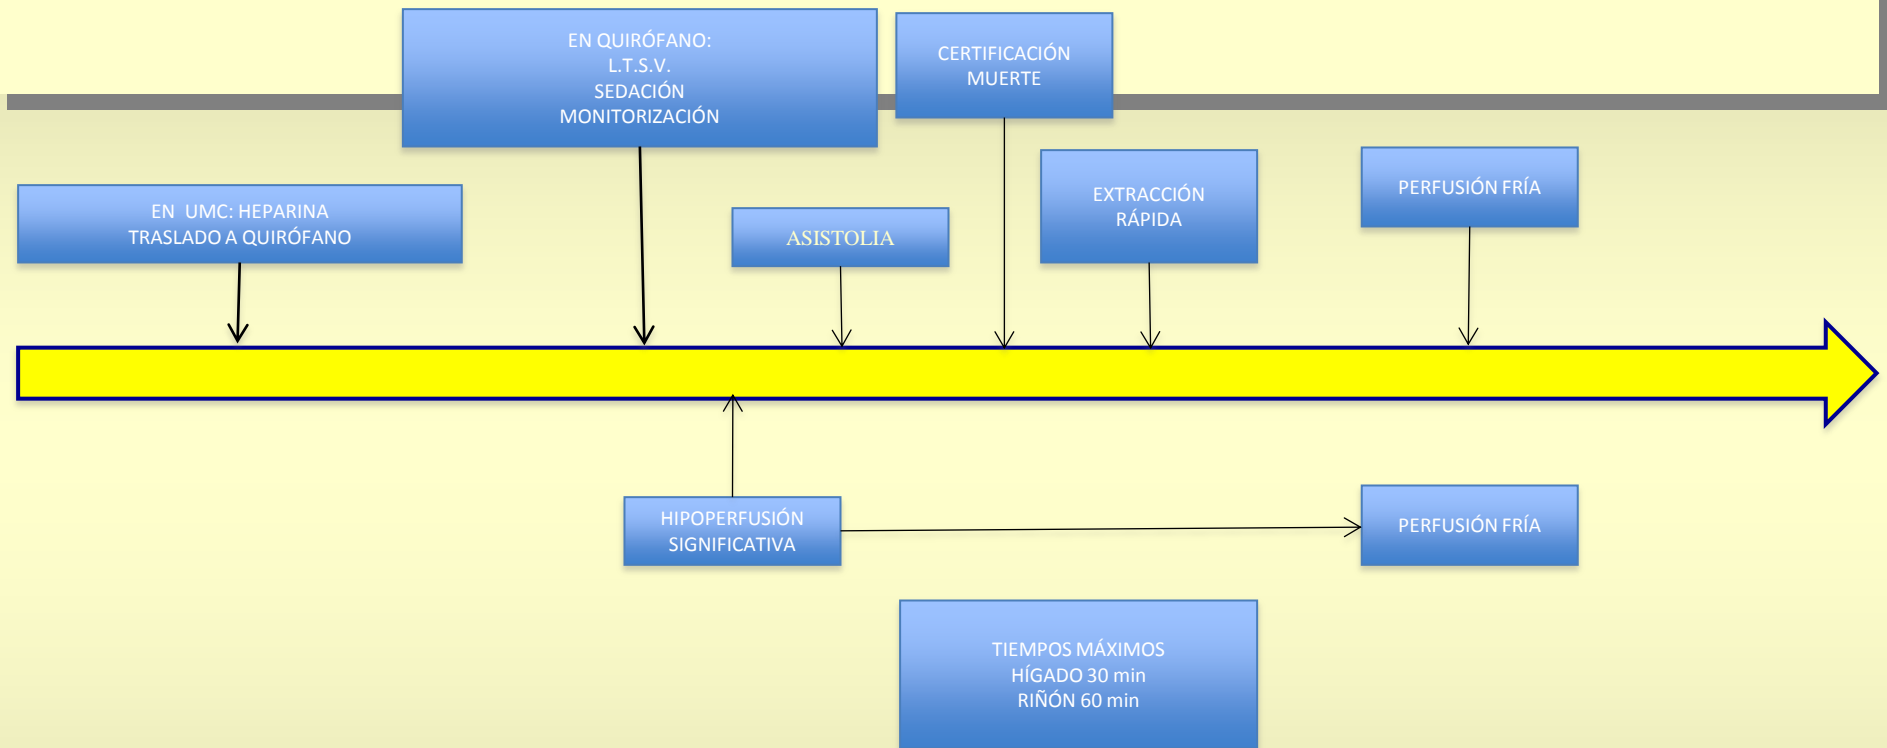 EN QUIRÓFANO:
L.T.S.V.
SEDACIÓN
MONITORIZACIÓN
CERTIFICACIÓN
MUERTE
EN UMC: HEPARINA
TRASLADO A QUIRÓFANO
ASISTOLIA
EXTRACCIÓN
RÁPIDA
PERFUSIÓN FRÍA
HIPOPERFUSIÓN
SIGNIFICATIVA
PERFUSIÓN FRÍA
TIEMPOS MÁXIMOS
HÍGADO 30 min
RIÑÓN 60 min